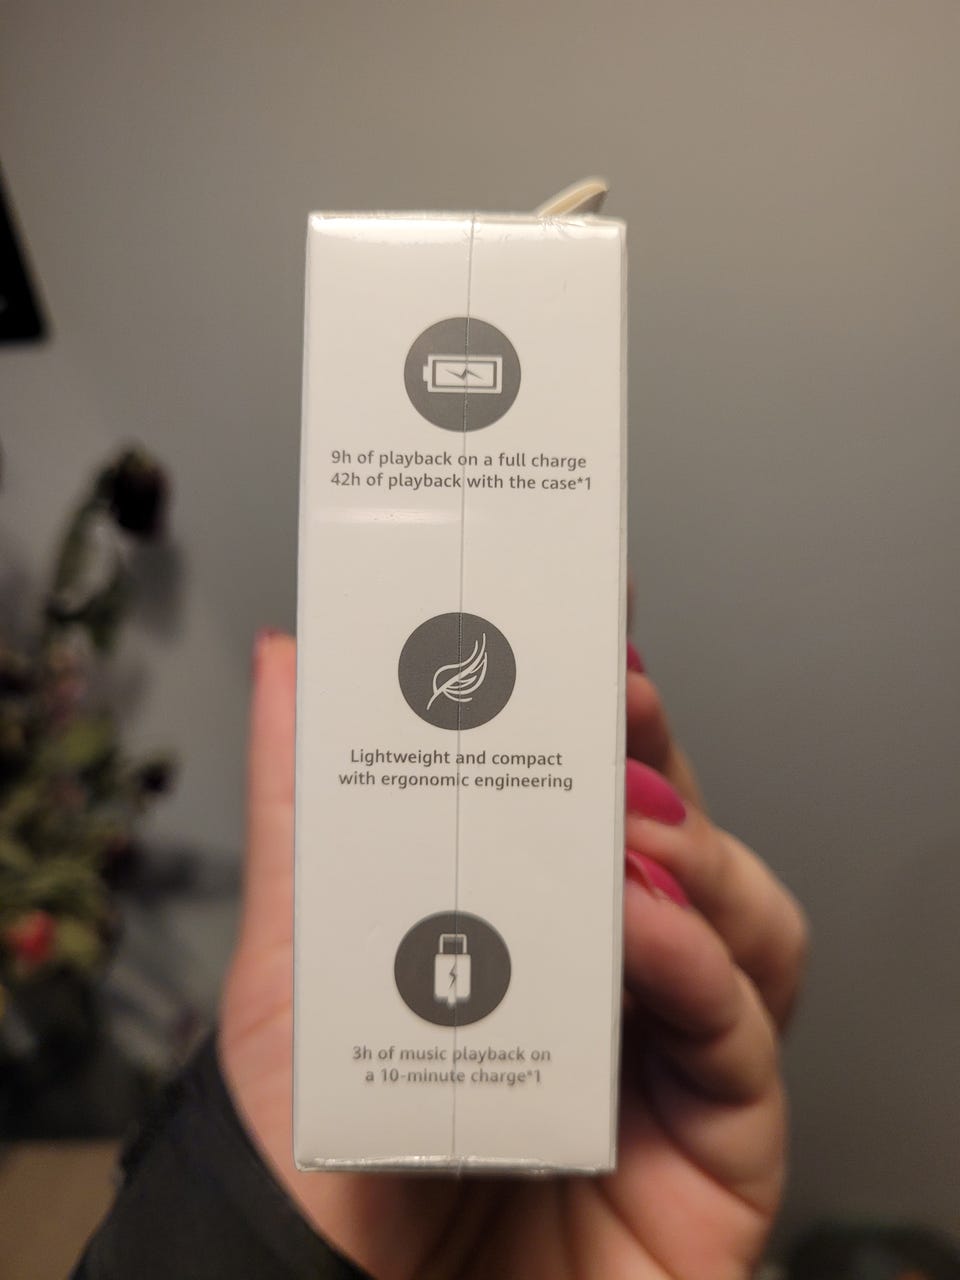 9h of playback on a full charge
42h of playback with the case*1
Lightweight and compact
with ergonomic engineering
3h of music playback on
a 10-minute charge*1